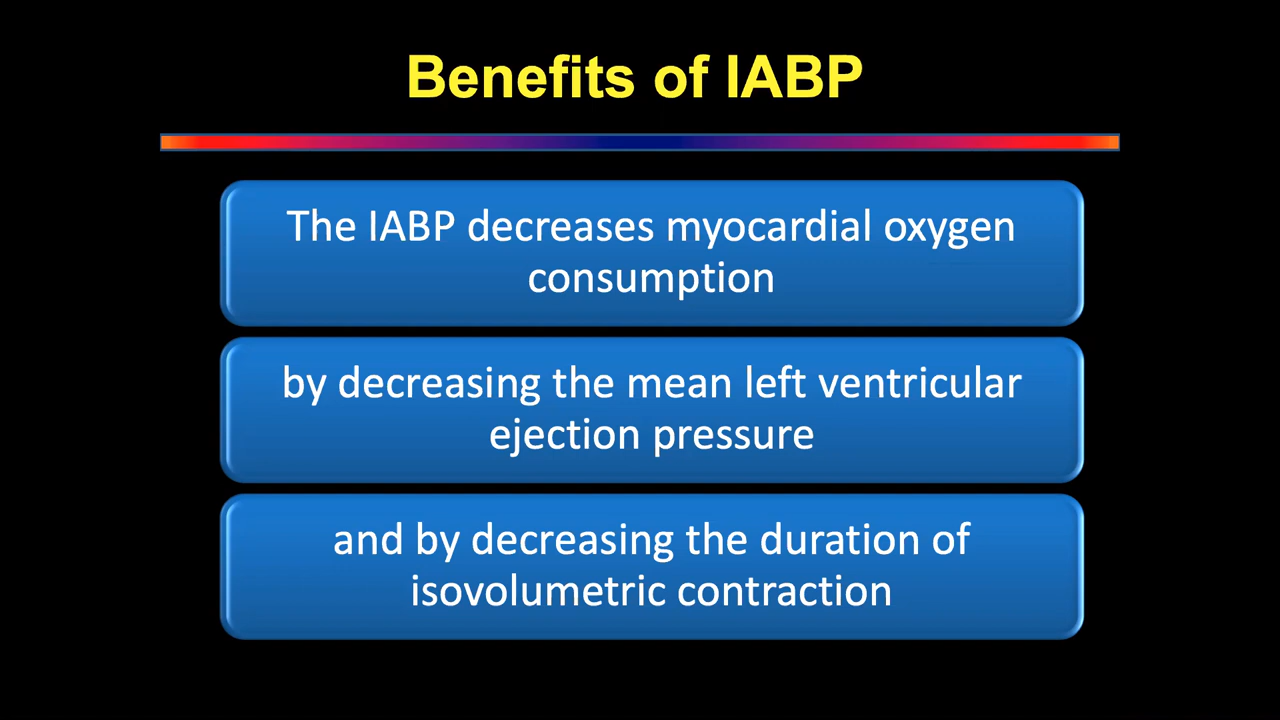 Benefits of IABP
The IABP decreases myocardial oxygen
consumption
by decreasing the mean left ventricular
ejection pressure
and by decreasing the duration of
isovolumetric contraction